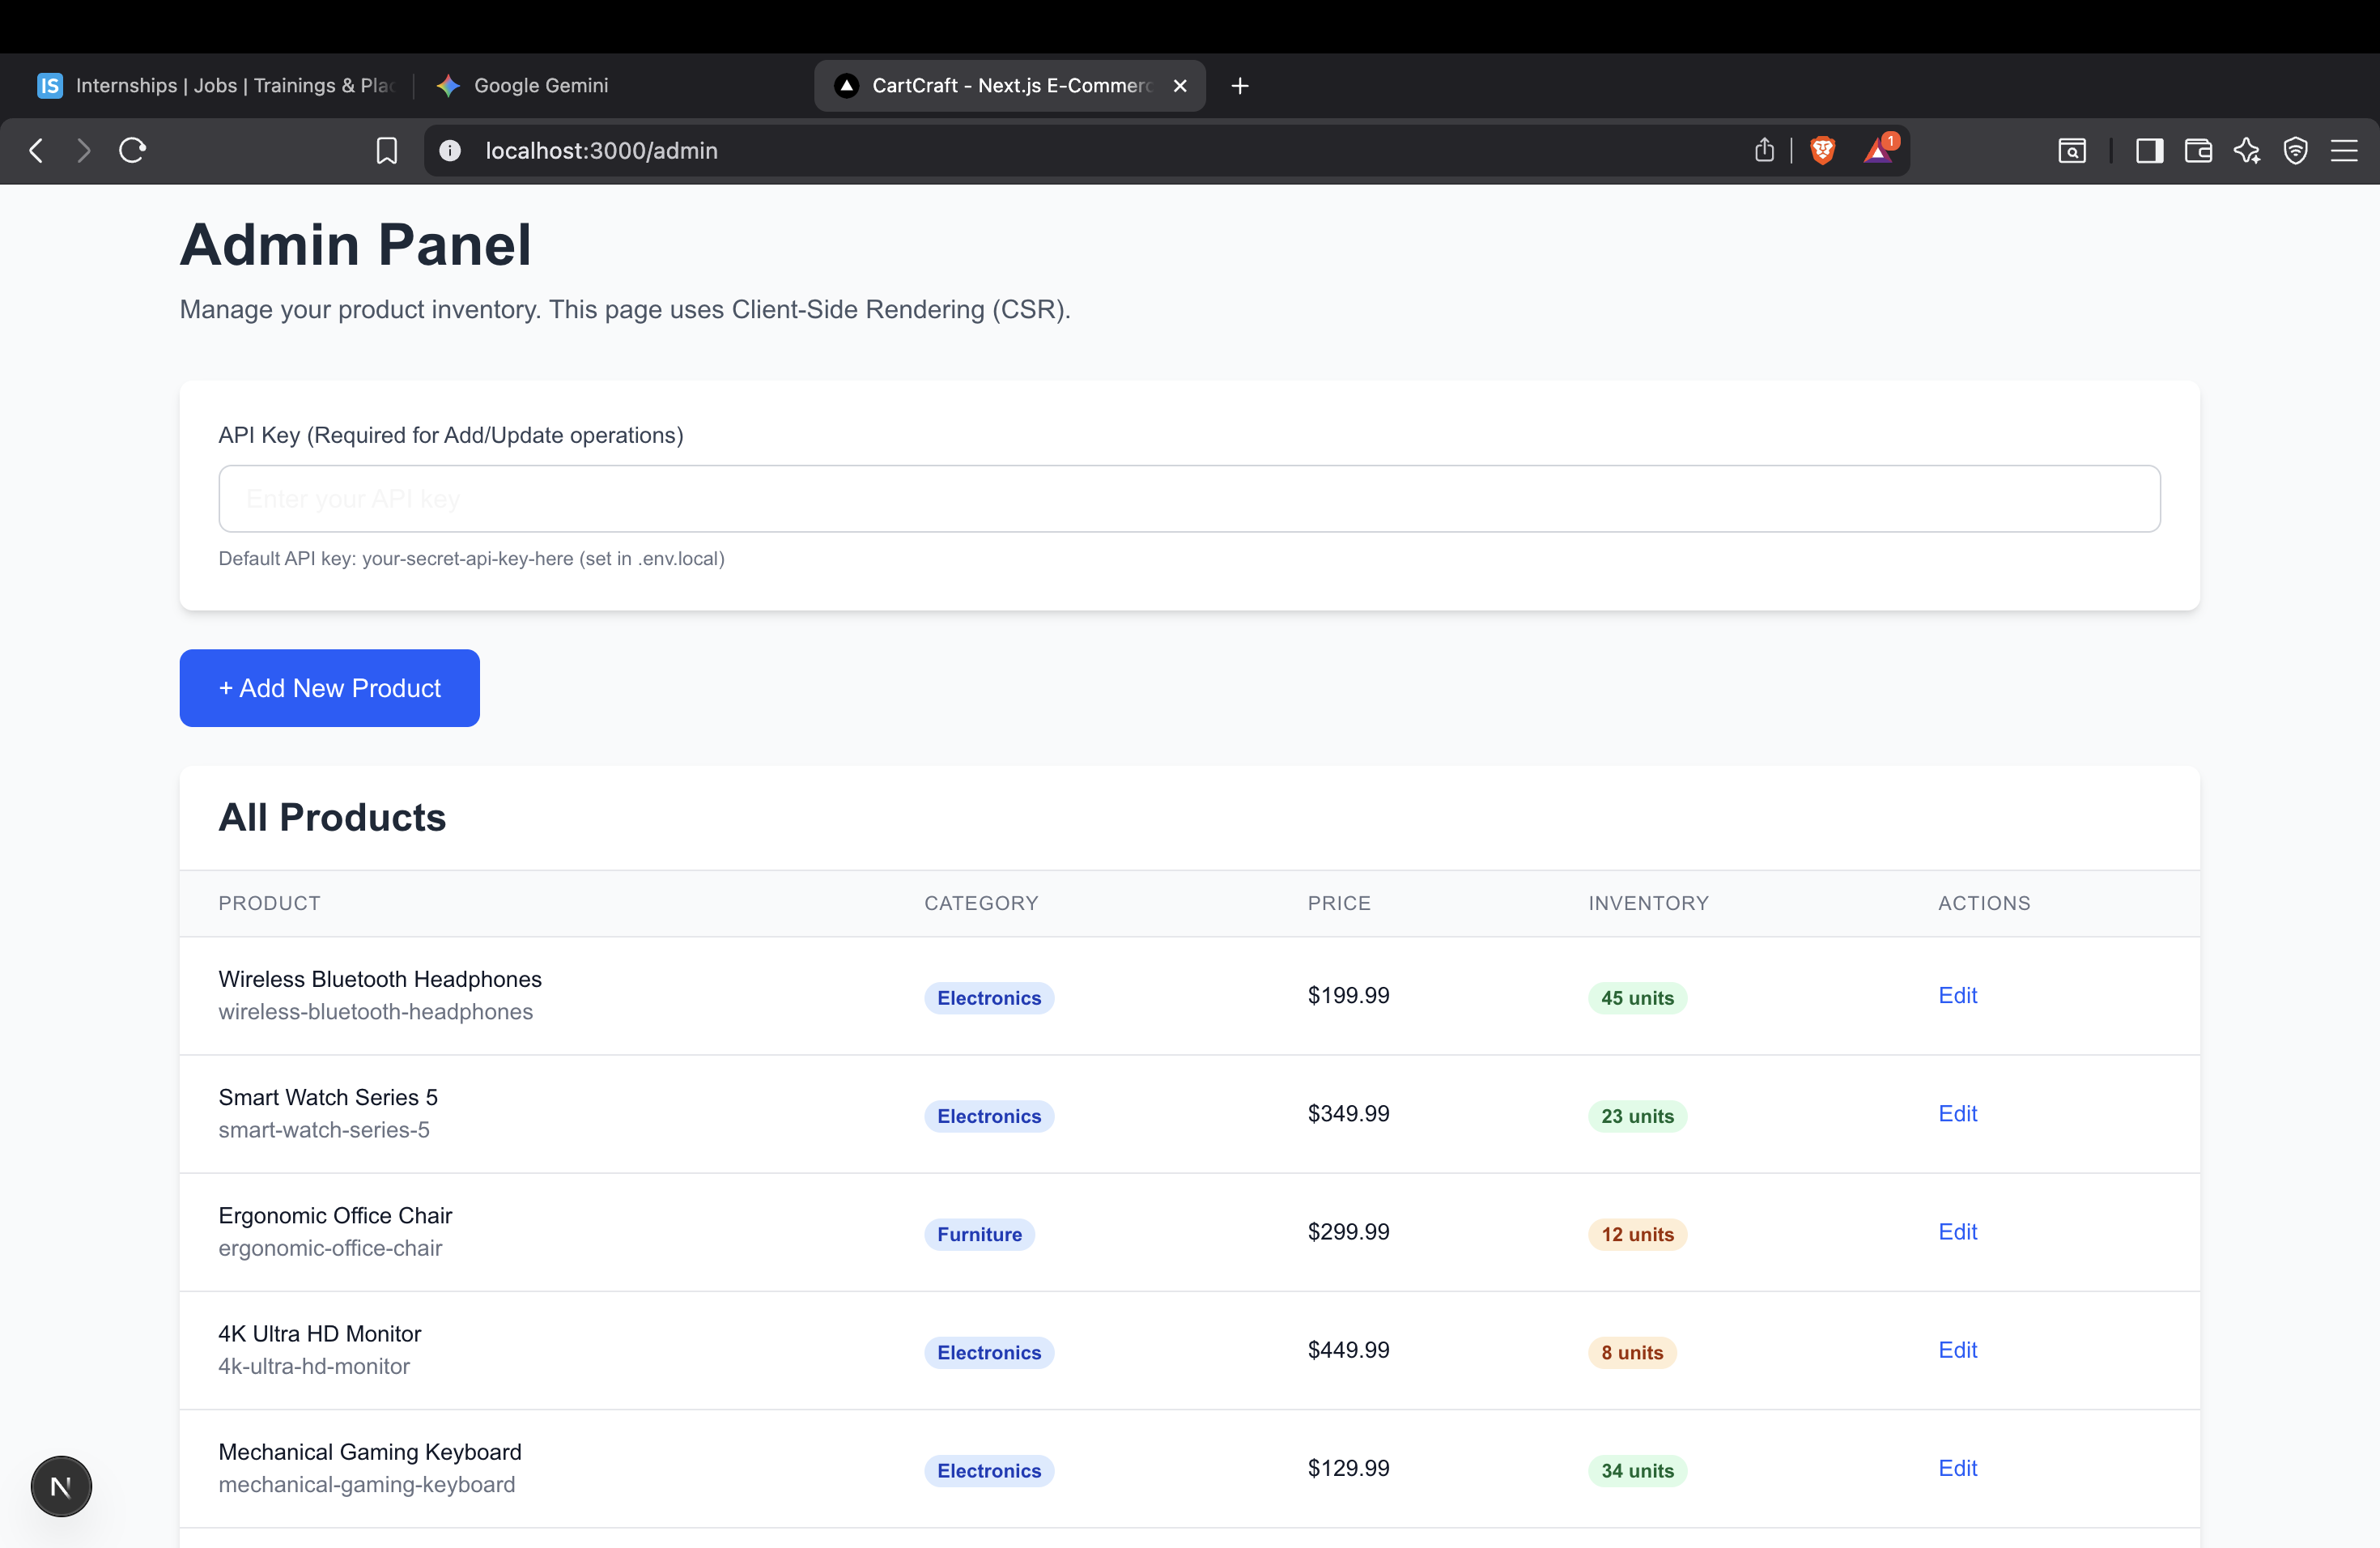 IS Internships | Jobs | Trainings & Pla
Google Gemini
CartCraft - Next.js E-Commerc
localhost:3000/admin
1
Admin Panel
Manage your product inventory. This page uses Client-Side Rendering (CSR).
API Key (Required for Add/Update operations)
Enter your API key
Default API key: your-secret-api-key-here (set in .env.local)
+ Add New Product
All Products
PRODUCT CATEGORY PRICE INVENTORY ACTIONS
Wireless Bluetooth Headphones
wireless-bluetooth-headphones
Electronics $199.99 45 units Edit
Smart Watch Series 5
smart-watch-series-5
Electronics $349.99 23 units Edit
Ergonomic Office Chair
ergonomic-office-chair
Furniture $299.99 12 units Edit
4K Ultra HD Monitor
4k-ultra-hd-monitor
Electronics $449.99 8 units Edit
Mechanical Gaming Keyboard
mechanical-gaming-keyboard
Electronics $129.99 34 units Edit
N